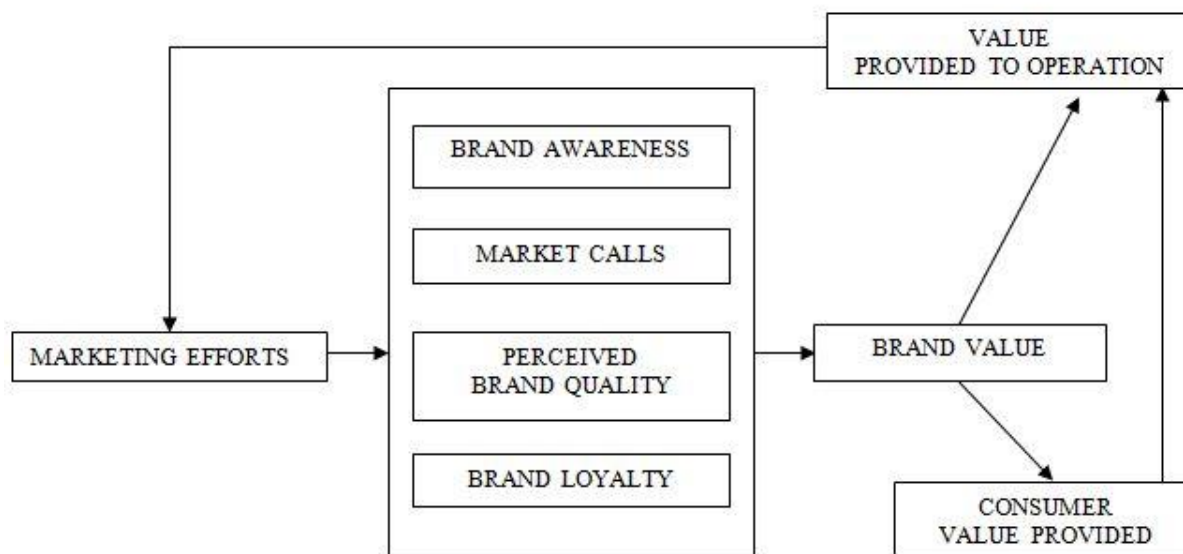 VALUE
PROVIDED TO OPERATION
BRAND AWARENESS
MARKET CALLS
MARKETING EFFORTS
PERCEIVED
BRAND QUALITY
BRAND VALUE
BRAND LOYALTY
CONSUMER
VALUE PROVIDED